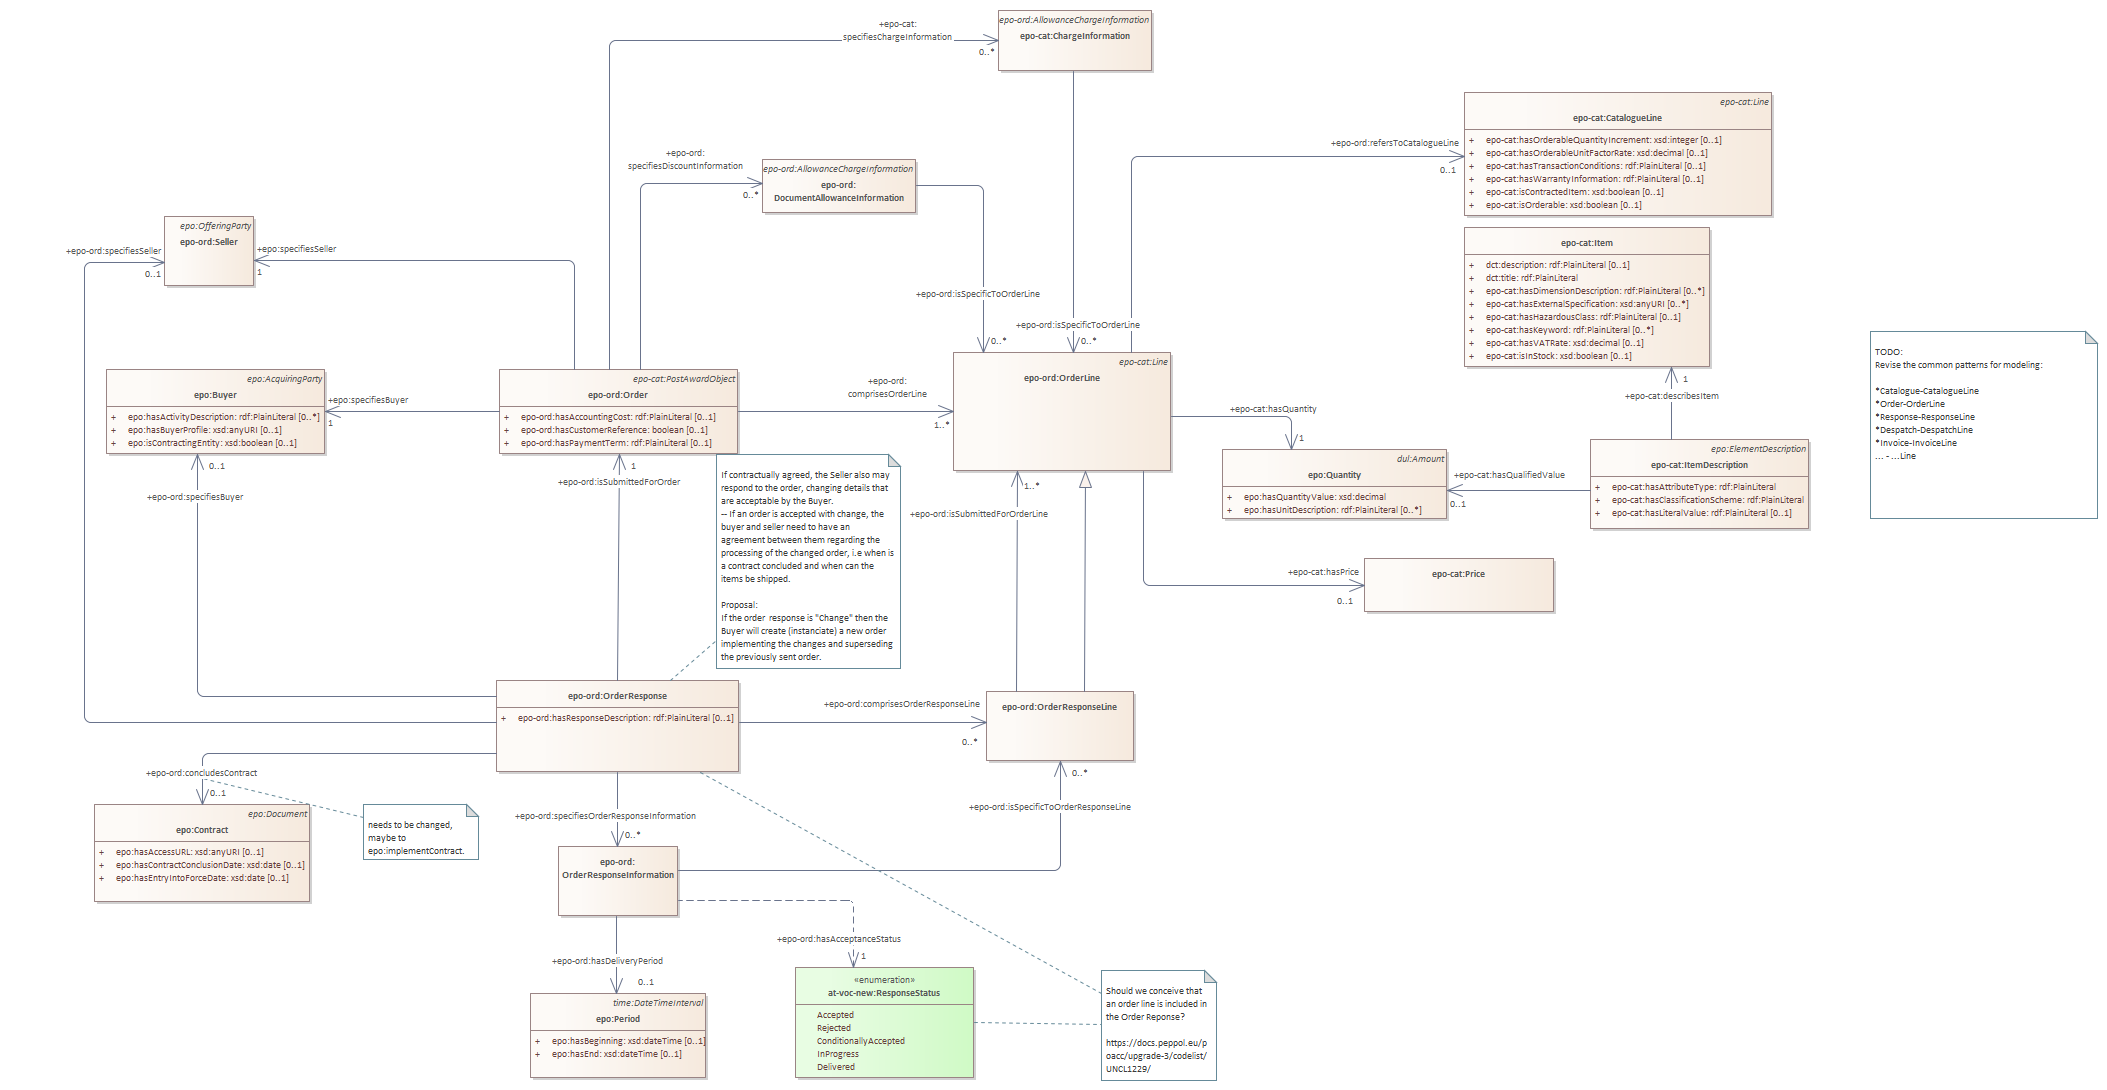 +epo-cat:
specifiesChargeInformation
0..*
epo-ord:AllowanceChargeInformation
epo-cat:ChargeInformation
+epo-ord:
specifiesDiscountInformation
0..*
epo-ord:AllowanceChargeInformation
epo-ord:
DocumentAllowanceInformation
+epo-ord:refersToCatalogueLine
0..1
epo-cat:Line
epo-cat:CatalogueLine
+ epo-cat:hasOrderableQuantityIncrement: xsd:integer [0..1]
+ epo-cat:hasOrderableUnitFactorRate: xsd:decimal [0..1]
+ epo-cat:hasTransactionConditions: rdf:PlainLiteral [0..1]
+ epo-cat:hasWarrantyInformation: rdf:PlainLiteral [0..1]
+ epo-cat:isContractedItem: xsd:boolean [0..1]
+ epo-cat:isOrderable: xsd:boolean [0..1]
epo:OfferingParty
epo-ord:Seller
+epo-ord:specifiesSeller
0..1
+epo:specifiesSeller
1
epo-cat:Item
+ dct:description: rdf:PlainLiteral [0..1]
+ dct:title: rdf:PlainLiteral
+ epo-cat:hasDimensionDescription: rdf:PlainLiteral [0..*]
+ epo-cat:hasExternalSpecification: xsd:anyURI [0..*]
+ epo-cat:hasHazardousClass: rdf:PlainLiteral [0..1]
+ epo-cat:hasKeyword: rdf:PlainLiteral [0..*]
+ epo-cat:hasVATRate: xsd:decimal [0..1]
+ epo-cat:isInStock: xsd:boolean [0..1]
+epo-ord:isSpecificToOrderLine
0..*
+epo-ord:isSpecificToOrderLine
0..*
TODO:
Revise the common patterns for modeling:
*Catalogue-CatalogueLine
*Order-OrderLine
*Response-ResponseLine
*Despatch-DespatchLine
*Invoice-InvoiceLine
... - ...Line
epo:AcquiringParty
epo:Buyer
+ epo:hasActivityDescription: rdf:PlainLiteral [0..*]
+ epo:hasBuyerProfile: xsd:anyURI [0..1]
+ epo:isContractingEntity: xsd:boolean [0..1]
+epo:specifiesBuyer
1
epo-cat:PostAwardObject
epo-ord:Order
+ epo-ord:hasAccountingCost: rdf:PlainLiteral [0..1]
+ epo-ord:hasCustomerReference: boolean [0..1]
+ epo-ord:hasPaymentTerm: rdf:PlainLiteral [0..1]
+epo-ord:
comprisesOrderLine
1..*
epo-cat:Line
epo-ord:OrderLine
+epo-cat:hasQuantity
1
1
+epo-cat:describesItem
dul:Amount
epo:Quantity
+ epo:hasQuantityValue: xsd:decimal
+ epo:hasUnitDescription: rdf:PlainLiteral [0..*]
+epo-cat:hasQualifiedValue
0..1
epo:ElementDescription
epo-cat:ItemDescription
+ epo-cat:hasAttributeType: rdf:PlainLiteral
+ epo-cat:hasClassificationScheme: rdf:PlainLiteral
+ epo-cat:hasLiteralValue: rdf:PlainLiteral [0..1]
0..1
+epo-ord:specifiesBuyer
1
+epo-ord:isSubmittedForOrder
If contractually agreed, the Seller also may
respond to the order, changing details that
are acceptable by the Buyer.
-- If an order is accepted with change, the
buyer and seller need to have an
agreement between them regarding the
processing of the changed order, i.e when is
a contract concluded and when can the
items be shipped.
Proposal:
If the order  response is "Change" then the
Buyer will create (instanciate) a new order
implementing the changes and superseding
the previously sent order.
1..*
+epo-ord:isSubmittedForOrderLine
+epo-cat:hasPrice
0..1
epo-cat:Price
epo-ord:OrderResponse
+ epo-ord:hasResponseDescription: rdf:PlainLiteral [0..1]
+epo-ord:comprisesOrderResponseLine
0..*
epo-ord:OrderResponseLine
+epo-ord:concludesContract
0..1
epo:Document
epo:Contract
+ epo:hasAccessURL: xsd:anyURI [0..1]
+ epo:hasContractConclusionDate: xsd:date [0..1]
+ epo:hasEntryIntoForceDate: xsd:date [0..1]
needs to be changed,
maybe to
epo:implementContract.
+epo-ord:specifiesOrderResponseInformation
0..*
epo-ord:
OrderResponseInformation
0..*
+epo-ord:isSpecificToOrderResponseLine
+epo-ord:hasAcceptanceStatus
1
+epo-ord:hasDeliveryPeriod
0..1
time:DateTimeInterval
epo:Period
+ epo:hasBeginning: xsd:dateTime [0..1]
+ epo:hasEnd: xsd:dateTime [0..1]
«enumeration»
at-voc-new:ResponseStatus
Accepted
Rejected
ConditionallyAccepted
InProgress
Delivered
Should we conceive that
an order line is included in
the Order Reponse?
https://docs.peppol.eu/p
oacc/upgrade-3/codelist/
UNCL1229/